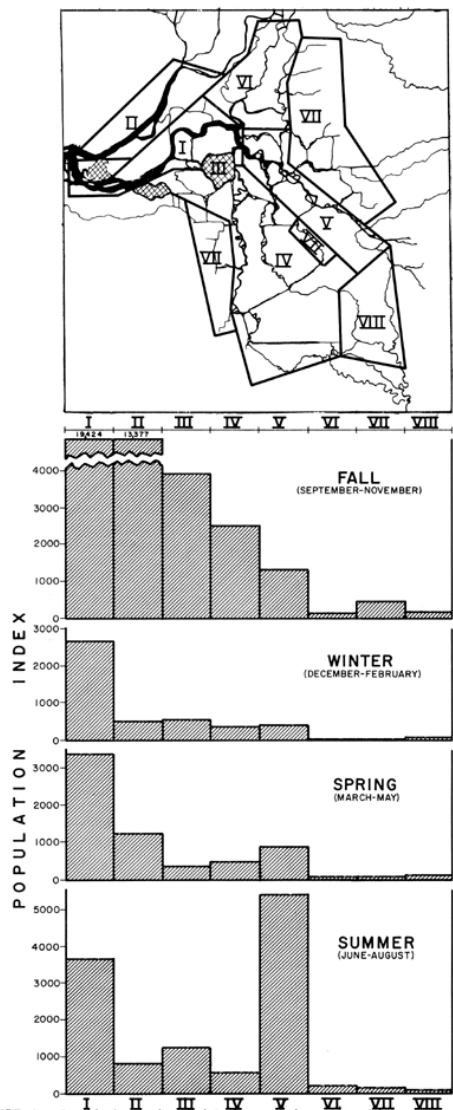 VI
II
VII
I
III
V
VII
VII
IV
VIII
I II III IV V VI VII VIII
19,424 13,377
4000
3000
2000
1000
0
FALL
(SEPTEMBER-NOVEMBER)
3000
2000
1000
0
WINTER
(DECEMBER-FEBRUARY)
3000
2000
1000
0
SPRING
(MARCH-MAY)
5000
4000
3000
2000
1000
0
SUMMER
(JUNE-AUGUST)
POPULATION INDEX
I II III IV V VI VII VIII